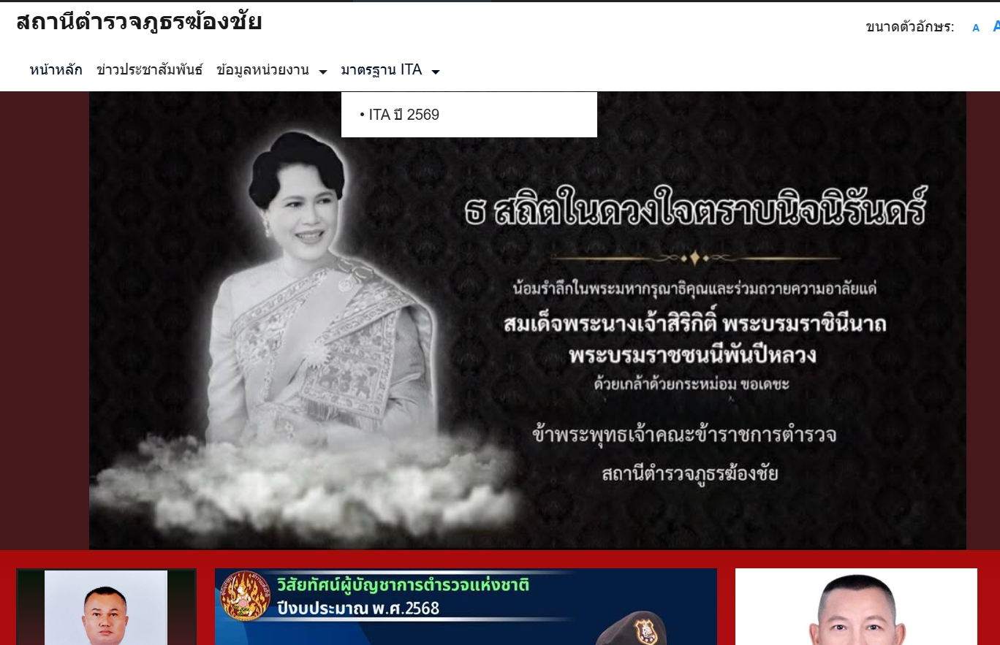 สถานีตำรวจภูธรฆ้องชัย
ขนาดตัวอักษร: A A
หน้าหลัก ข่าวประชาสัมพันธ์ ข้อมูลหน่วยงาน มาตรฐาน ITA
• ITA ปี 2569
ธ สถิตในดวงใจตราบนิจนิรันดร์
น้อมรำลึกในพระมหากรุณาธิคุณและร่วมถวายความอาลัยแด่
สมเด็จพระนางเจ้าสิริกิติ์ พระบรมราชินีนาถ
พระบรมราชชนนีพันปีหลวง
ด้วยเกล้าด้วยกระหม่อม ขอเดชะ
ข้าพระพุทธเจ้าคณะข้าราชการตำรวจ
สถานีตำรวจภูธรฆ้องชัย
วิสัยทัศน์ผู้บัญชาการตำรวจแห่งชาติ
ปีงบประมาณ พ.ศ.2568